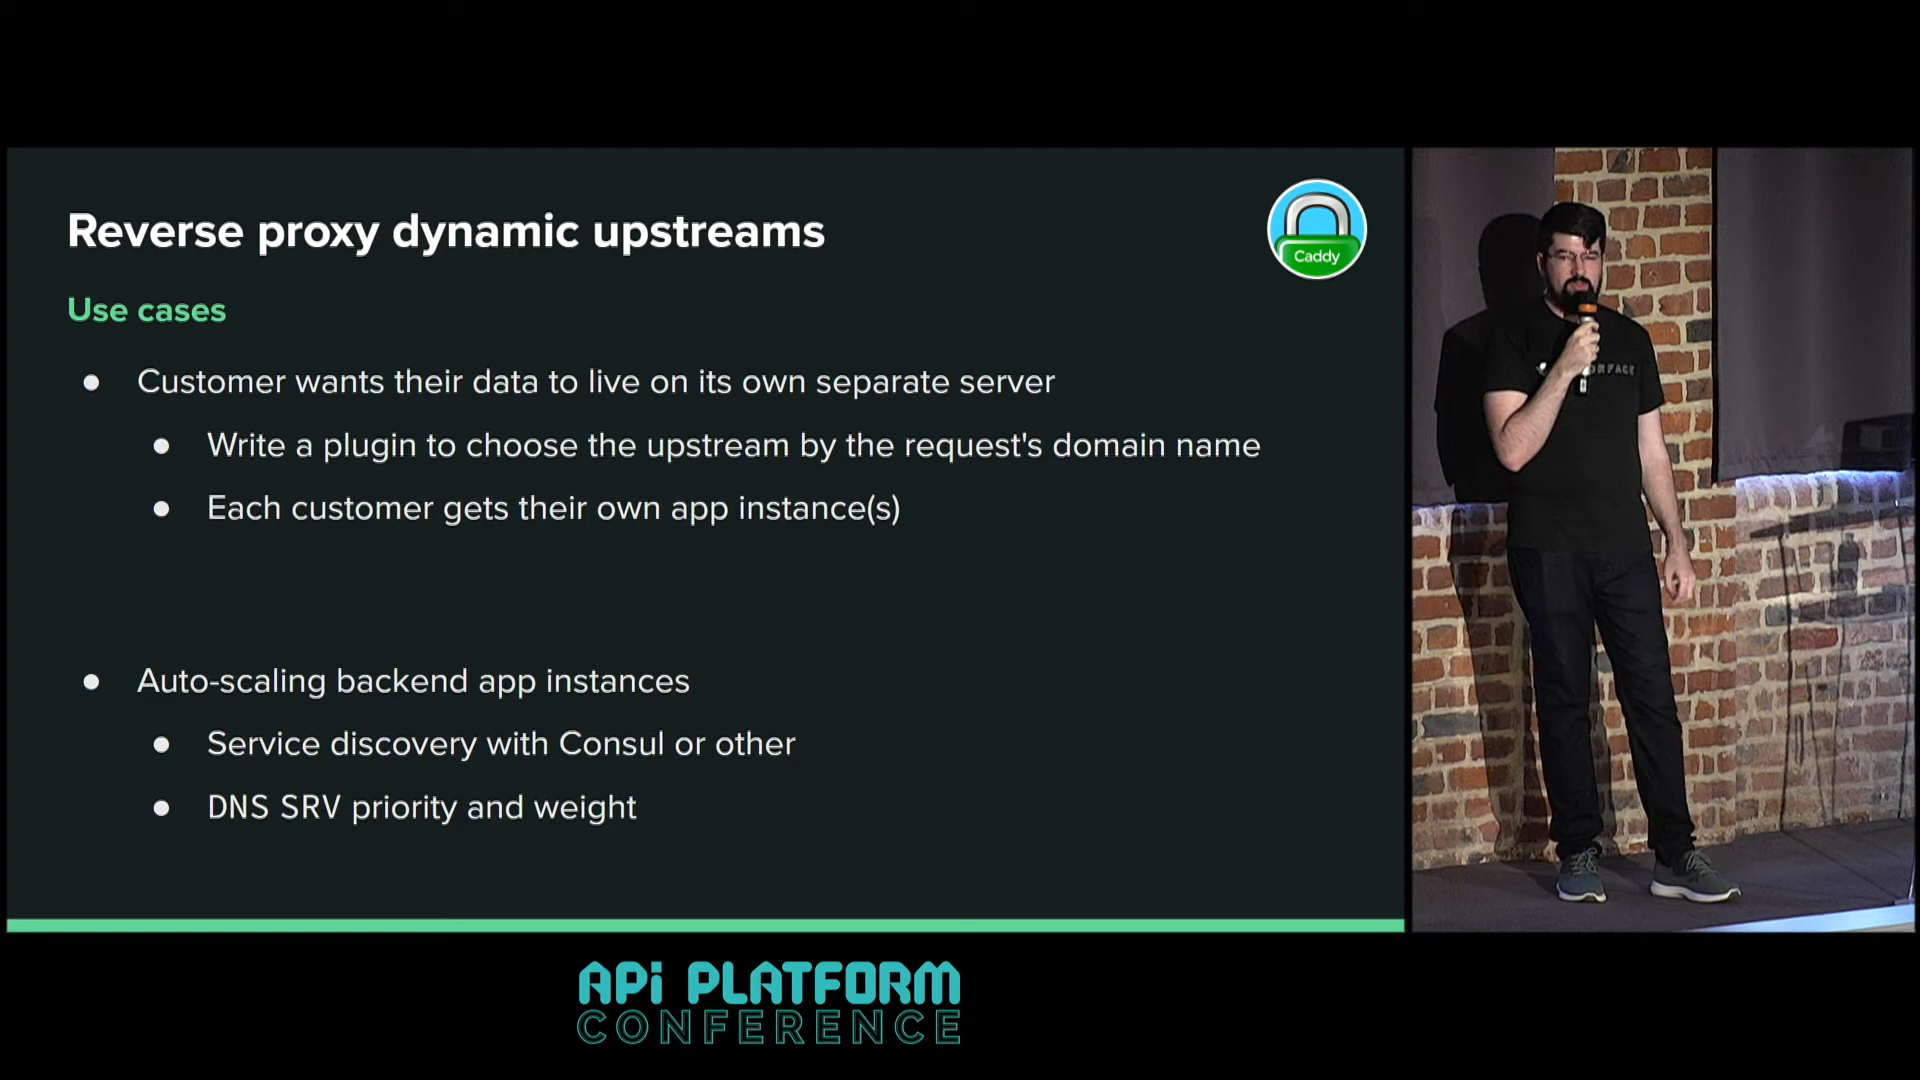 Reverse proxy dynamic upstreams
Caddy
Use cases
● Customer wants their data to live on its own separate server
● Write a plugin to choose the upstream by the request's domain name
● Each customer gets their own app instance(s)
● Auto-scaling backend app instances
● Service discovery with Consul or other
● DNS SRV priority and weight
APi PLATFORM
CONFERENCE